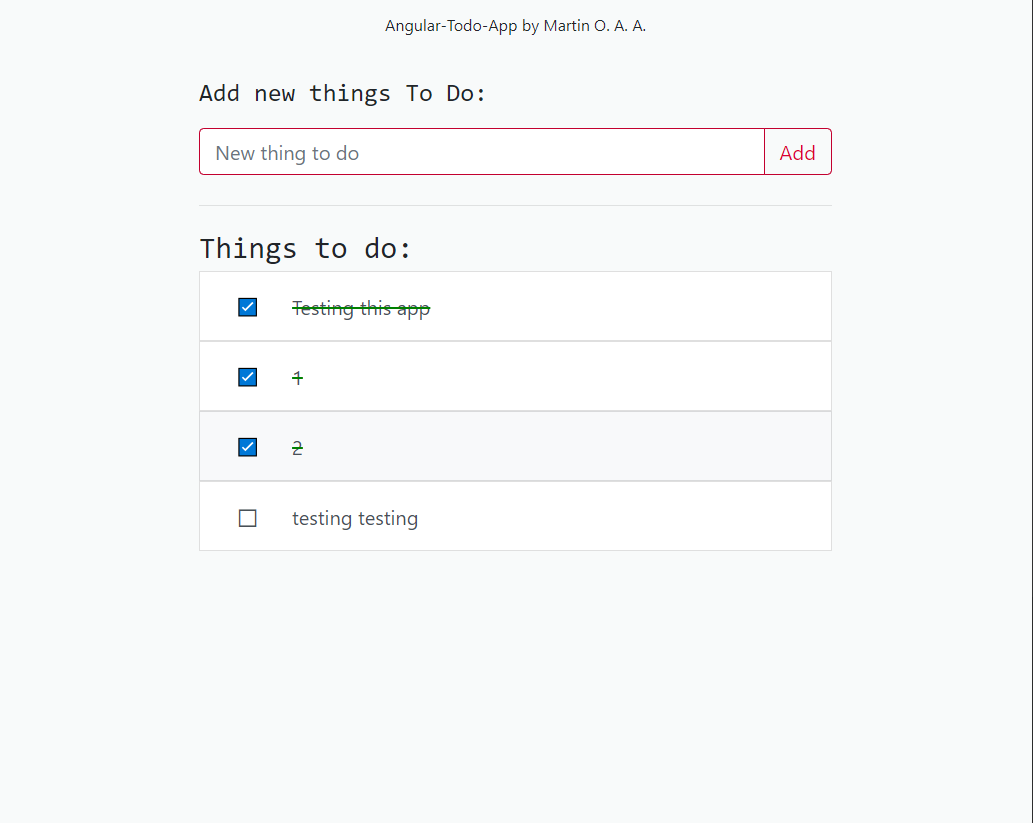 Angular-Todo-App by Martin O. A. A.
Add new things To Do:
New thing to do Add
Things to do:
Testing this app
1
2
testing testing